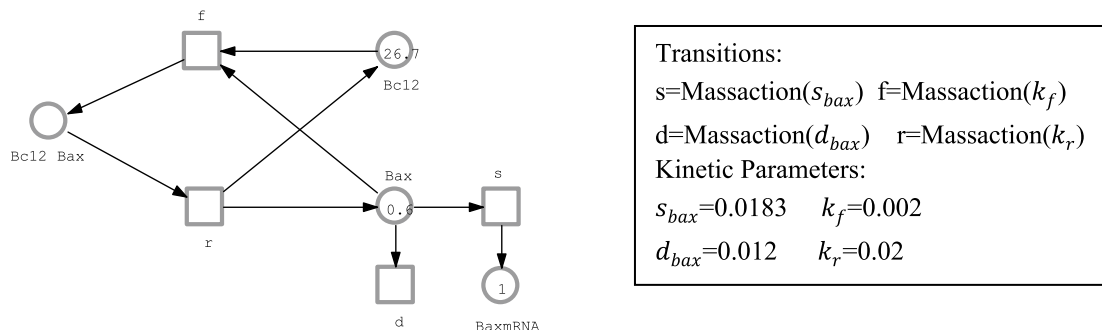 f
26.7
Bcl2
Bcl2 Bax
r
Bax
0.6
s
d
1
BaxmRNA
Transitions:
s=Massaction(s_bax) f=Massaction(k_f)
d=Massaction(d_bax) r=Massaction(k_r)
Kinetic Parameters:
s_bax=0.0183 k_f=0.002
d_bax=0.012 k_r=0.02